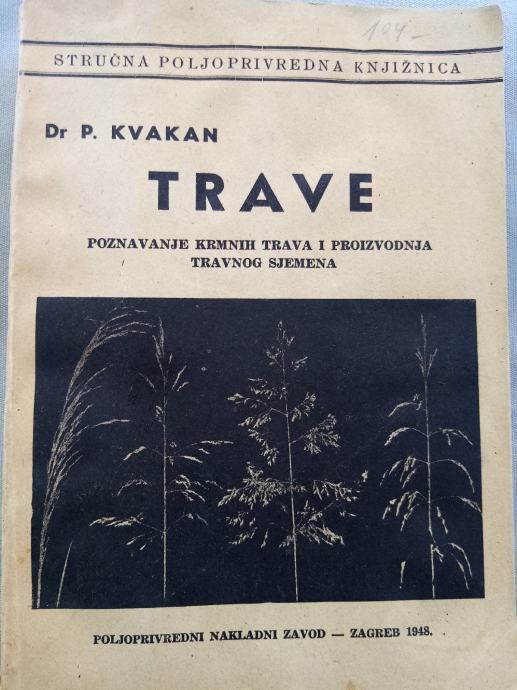 104-
STRUČNA POLJOPRIVREDNA KNJIŽNICA
Dr P. KVAKAN
TRAVE
POZNAVANJE KRMNIH TRAVA I PROIZVODNJA
TRAVNOG SJEMENA
POLJOPRIVREDNI NAKLADNI ZAVOD — ZAGREB 1948.